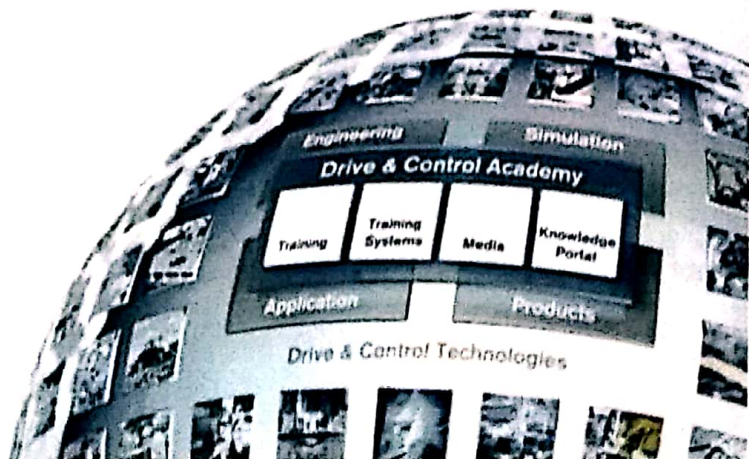 Engineering
Simulation
Drive & Control Academy
Training
Training
Systems
Media
Knowledge
Portal
Application
Products
Drive & Control Technologies